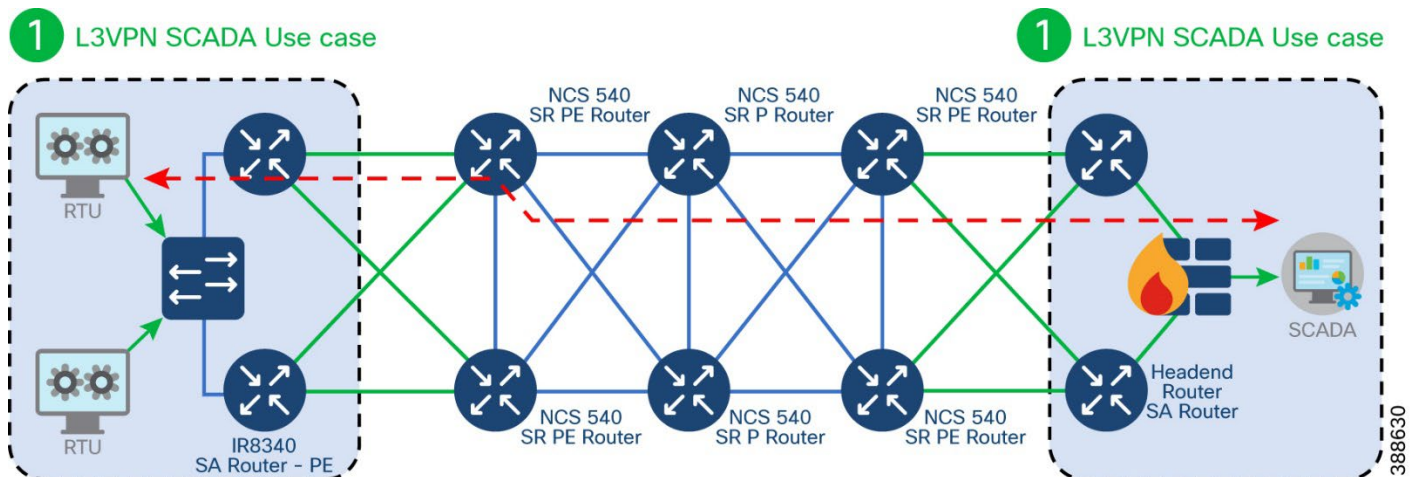 1 L3VPN SCADA Use case
1 L3VPN SCADA Use case
NCS 540
SR PE Router
NCS 540
SR P Router
NCS 540
SR PE Router
RTU
RTU
IR8340
SA Router - PE
NCS 540
SR PE Router
NCS 540
SR P Router
NCS 540
SR PE Router
SCADA
Headend
Router
SA Router
388630